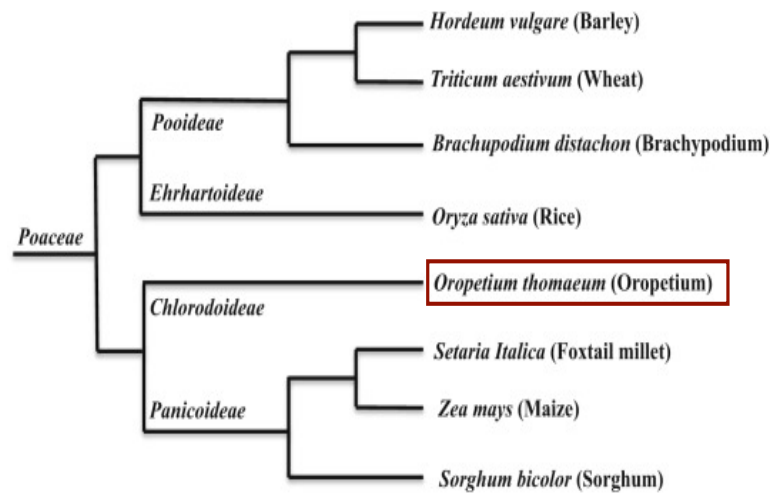 Hordeum vulgare (Barley)
Triticum aestivum (Wheat)
Pooideae
Brachupodium distachon (Brachypodium)
Ehrhartoideae
Oryza sativa (Rice)
Poaceae
Oropetium thomaeum (Oropetium)
Chlorodoideae
Setaria Italica (Foxtail millet)
Panicoideae
Zea mays (Maize)
Sorghum bicolor (Sorghum)